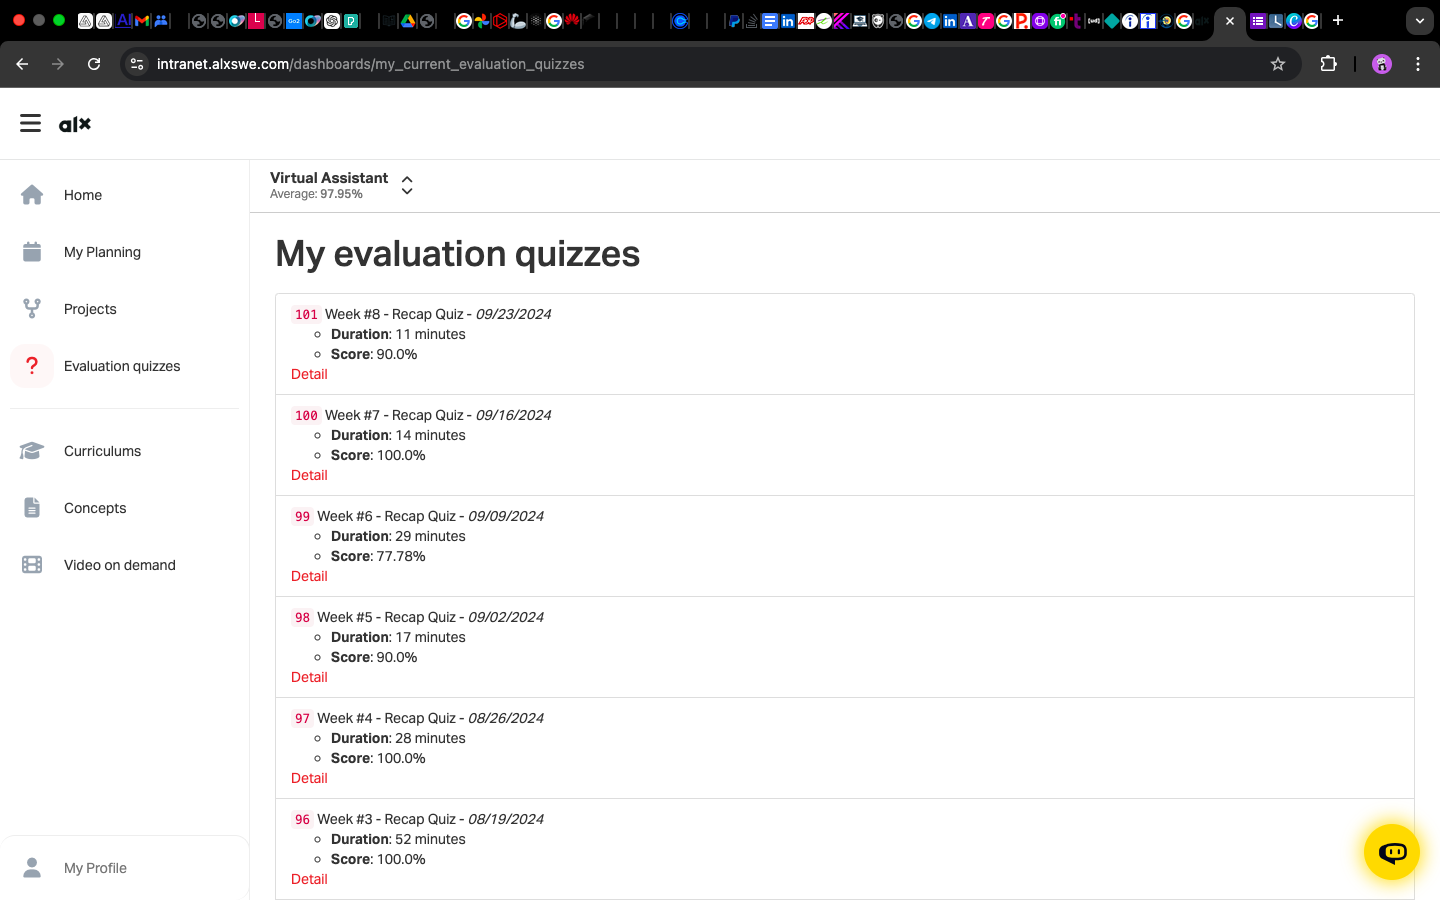 intranet.alxswe.com/dashboards/my_current_evaluation_quizzes
alx
Home
My Planning
Projects
? Evaluation quizzes
Curriculums
Concepts
Video on demand
My Profile
Virtual Assistant
Average: 97.95%
My evaluation quizzes
101 Week #8 - Recap Quiz - 09/23/2024
Duration: 11 minutes
Score: 90.0%
Detail
100 Week #7 - Recap Quiz - 09/16/2024
Duration: 14 minutes
Score: 100.0%
Detail
99 Week #6 - Recap Quiz - 09/09/2024
Duration: 29 minutes
Score: 77.78%
Detail
98 Week #5 - Recap Quiz - 09/02/2024
Duration: 17 minutes
Score: 90.0%
Detail
97 Week #4 - Recap Quiz - 08/26/2024
Duration: 28 minutes
Score: 100.0%
Detail
96 Week #3 - Recap Quiz - 08/19/2024
Duration: 52 minutes
Score: 100.0%
Detail